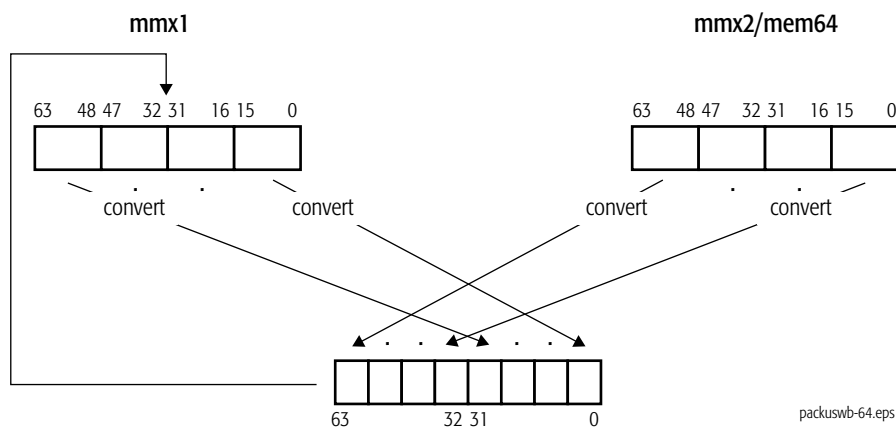 mmx1 mmx2/mem64
63 48 47 32 31 16 15 0 63 48 47 32 31 16 15 0
. . . .
convert convert convert convert
. . . .
63 32 31 0
packuswb-64.eps